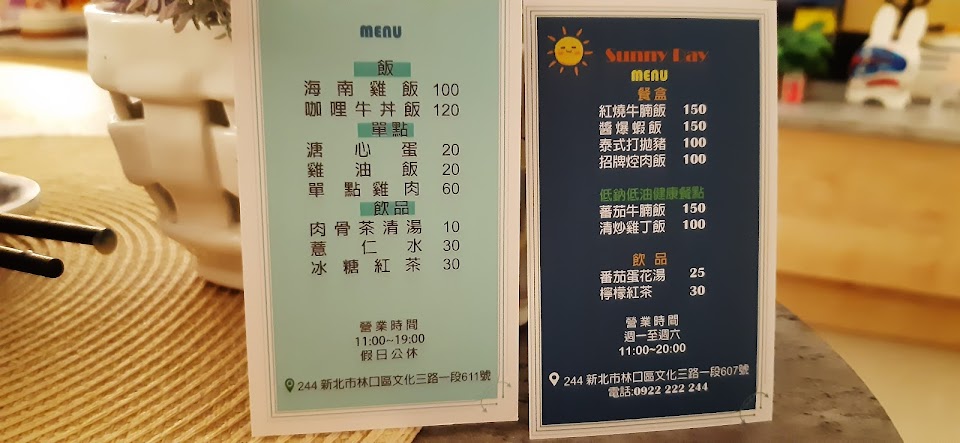 MENU
飯
海南雞飯 100
咖哩牛丼飯 120
單點
溏心蛋 20
雞油飯 20
單點雞肉 60
飲品
肉骨茶清湯 10
薏仁水 30
冰糖紅茶 30
營業時間
11:00~19:00
假日公休
244 新北市林口區文化三路一段611號
Sunny Day
MENU
餐盒
紅燒牛腩飯 150
醬爆蝦飯 150
泰式打拋豬 100
招牌焢肉飯 100
低鈉低油健康餐點
蕃茄牛腩飯 150
清炒雞丁飯 100
飲品
番茄蛋花湯 25
檸檬紅茶 30
營業時間
週一至週六
11:00~20:00
244 新北市林口區文化三路一段607號
電話:0922 222 244